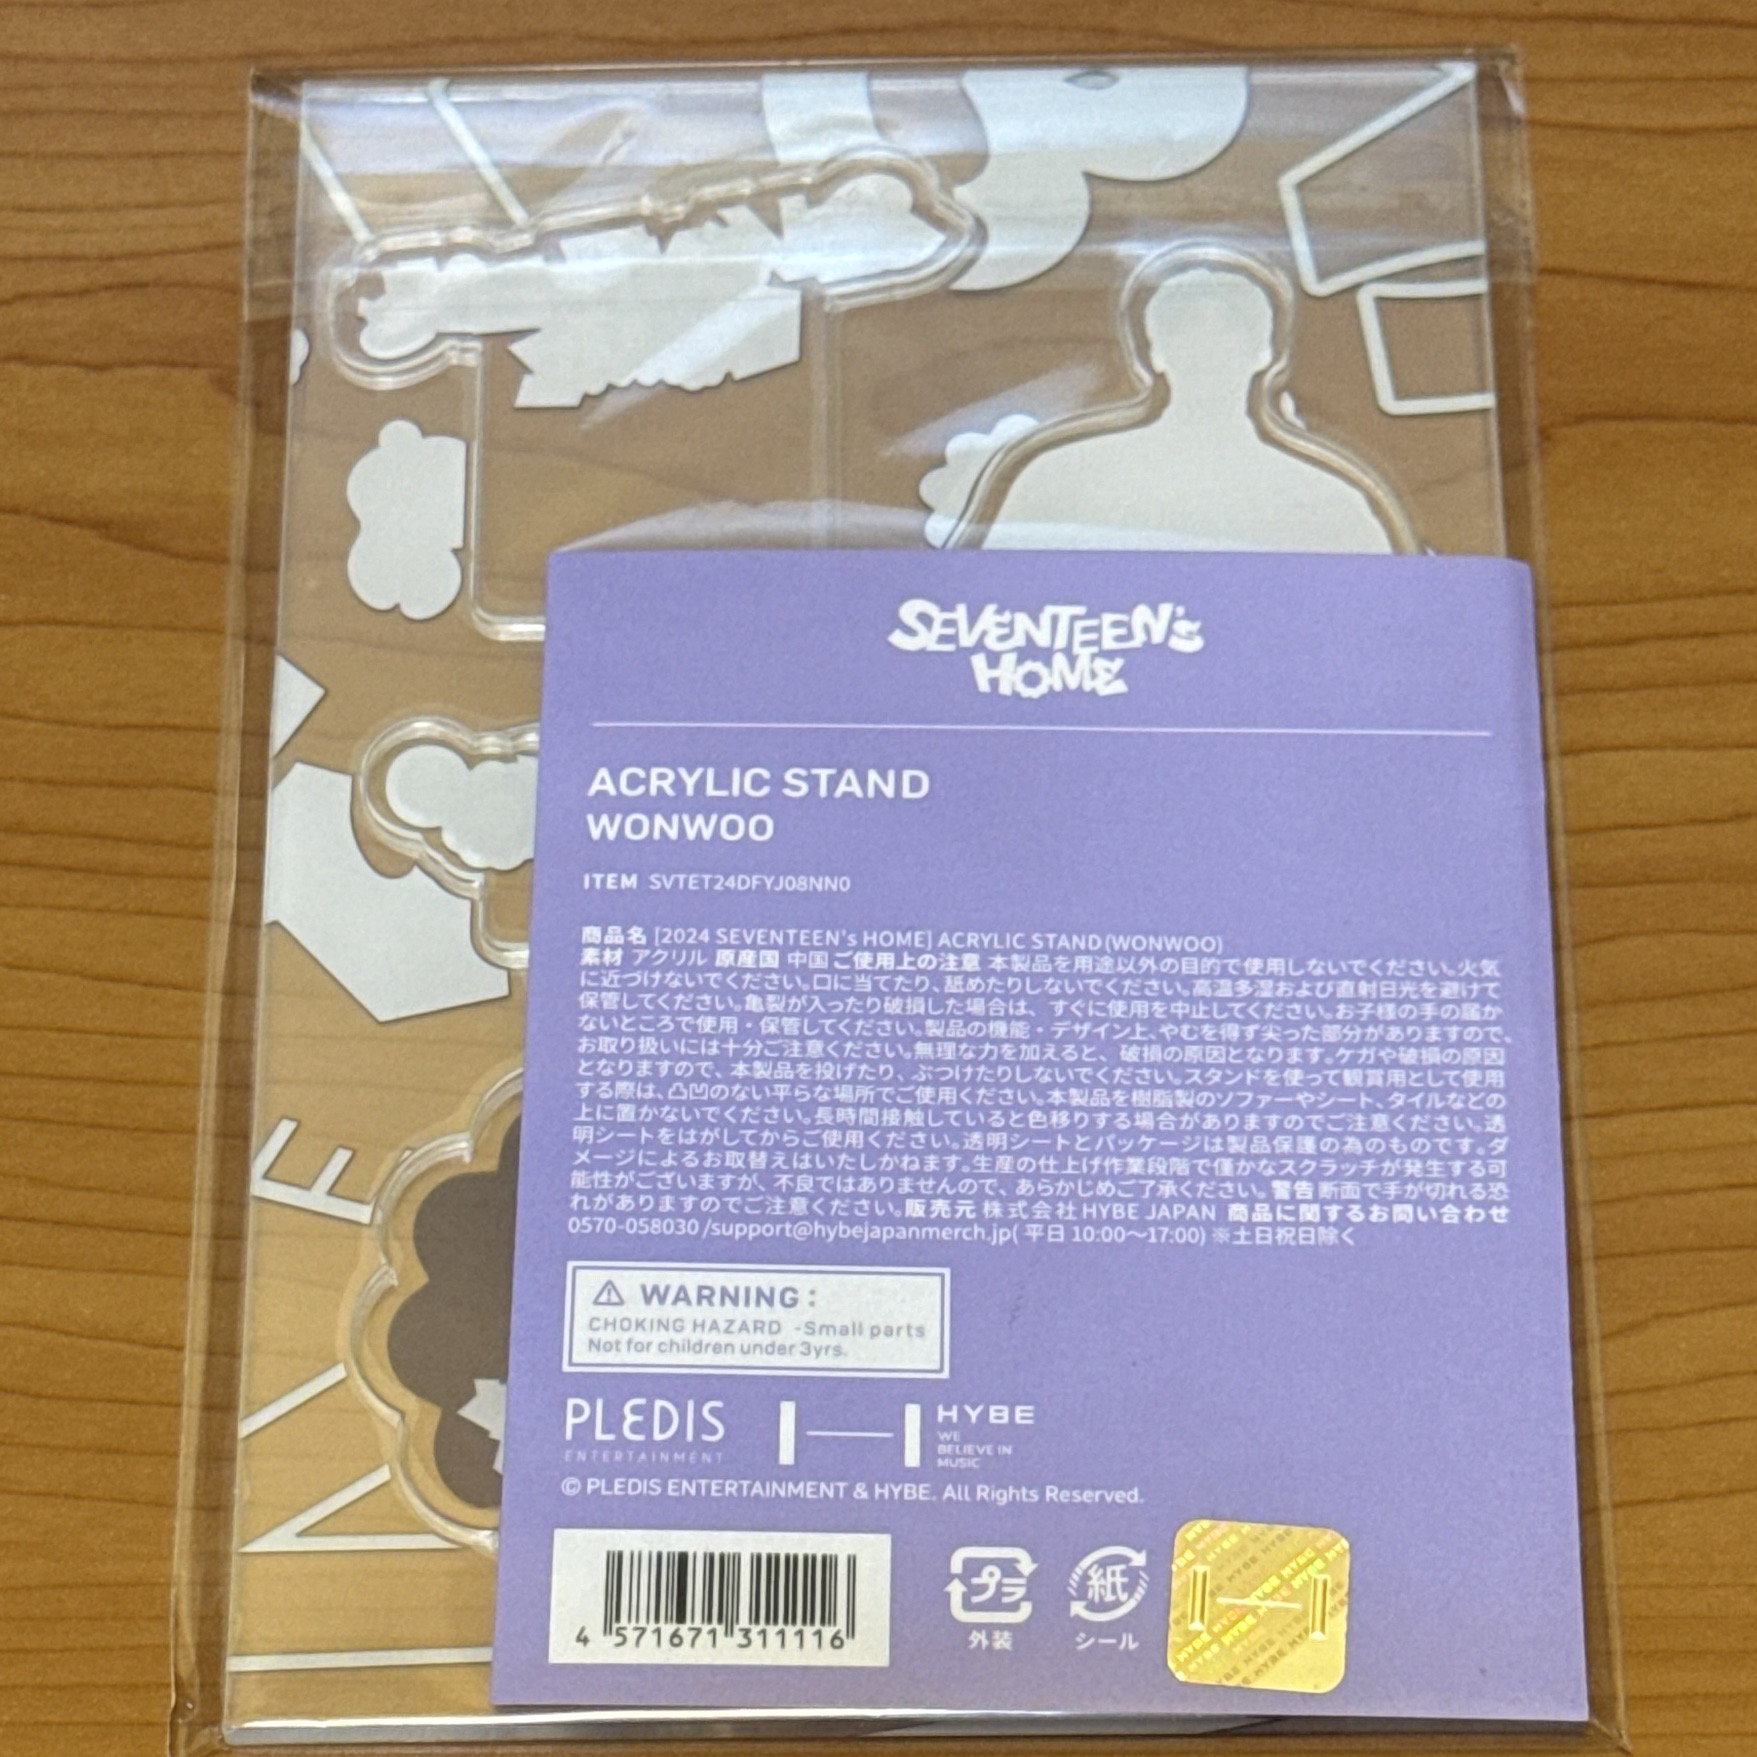 SEVENTEEN's
HOME
ACRYLIC STAND
WONWOO
ITEM SVTET24DFYJ08NN0
商品名 [2024 SEVENTEEN's HOME] ACRYLIC STAND(WONWOO)
素材 アクリル 原産国 中国 ご使用上の注意 本製品を用途以外の目的で使用しないでください。火気
に近づけないでください。口に当てたり、舐めたりしないでください。高温多湿および直射日光を避けて
保管してください。亀裂が入ったり破損した場合は、すぐに使用を中止してください。お子様の手の届か
ないところで使用・保管してください。製品の機能・デザイン上、やむを得ず尖った部分がありますので、
お取り扱いには十分ご注意ください。無理な力を加えると、破損の原因となります。ケガや破損の原因
となりますので、本製品を投げたり、ぶつけたりしないでください。スタンドを使って観賞用として使用
する際は、凸凹のない平らな場所でご使用ください。本製品を樹脂製のソファーやシート、タイルなどの
上に置かないでください。長時間接触していると色移りする場合がありますのでご注意ください。透
明シートをはがしてからご使用ください。透明シートとパッケージは製品保護の為のものです。ダ
メージによるお取替えはいたしかねます。生産の仕上げ作業段階で僅かなスクラッチが発生する可
能性がございますが、不良ではありませんので、あらかじめご了承ください。警告 断面で手が切れる恐
れがありますのでご注意ください。販売元 株式会社 HYBE JAPAN 商品に関するお問い合わせ
0570-058030 /support@hybejapanmerch.jp( 平日 10:00〜17:00) ※土日祝日除く
WARNING :
CHOKING HAZARD -Small parts
Not for children under 3yrs.
PLEDIS
ENTERTAINMENT
HYBE
WE
BELIEVE IN
MUSIC
© PLEDIS ENTERTAINMENT & HYBE. All Rights Reserved.
4 571671 311116
プラ
外装
紙
シール
HYBE